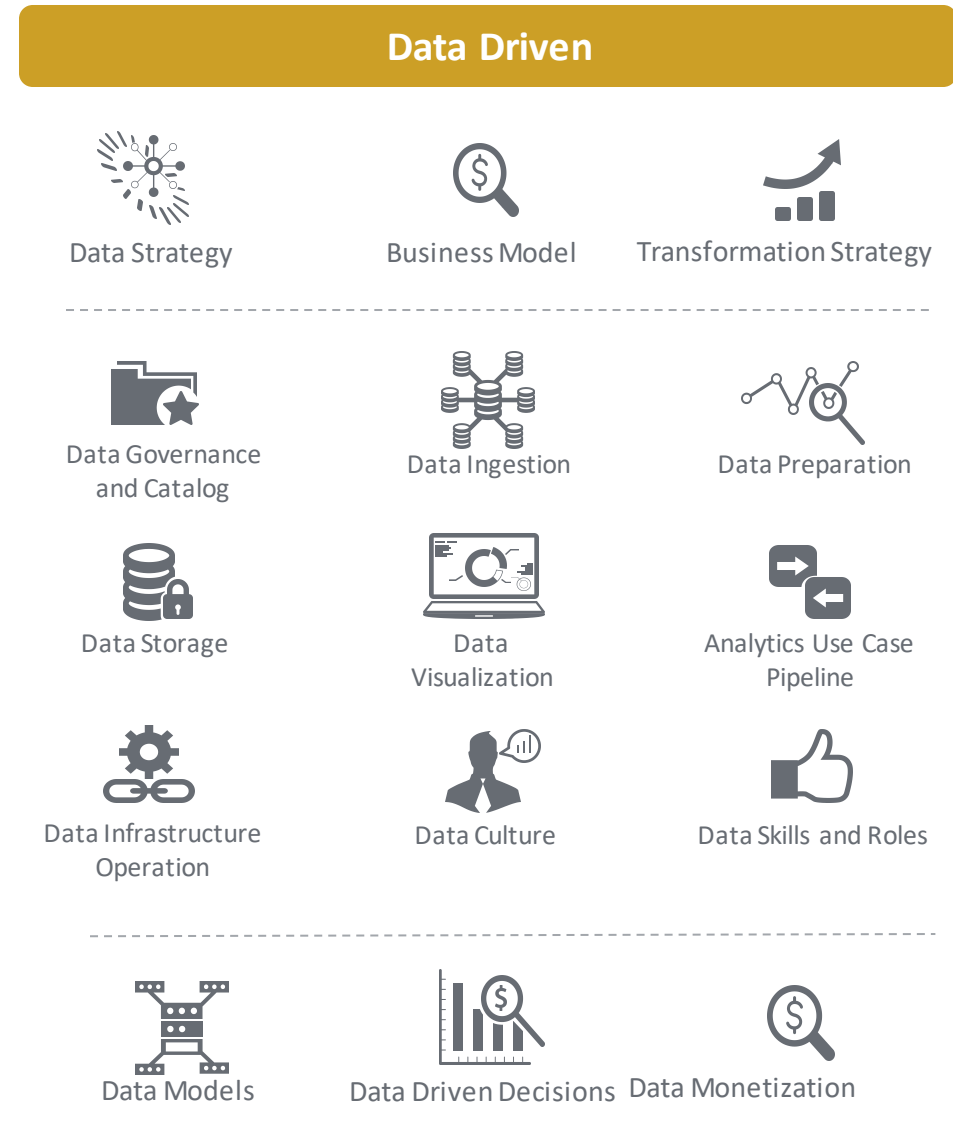 Data Driven
Data Strategy
Business Model
Transformation Strategy
Data Governance
and Catalog
Data Ingestion
Data Preparation
Data Storage
Data
Visualization
Analytics Use Case
Pipeline
Data Infrastructure
Operation
Data Culture
Data Skills and Roles
Data Models
Data Driven Decisions
Data Monetization